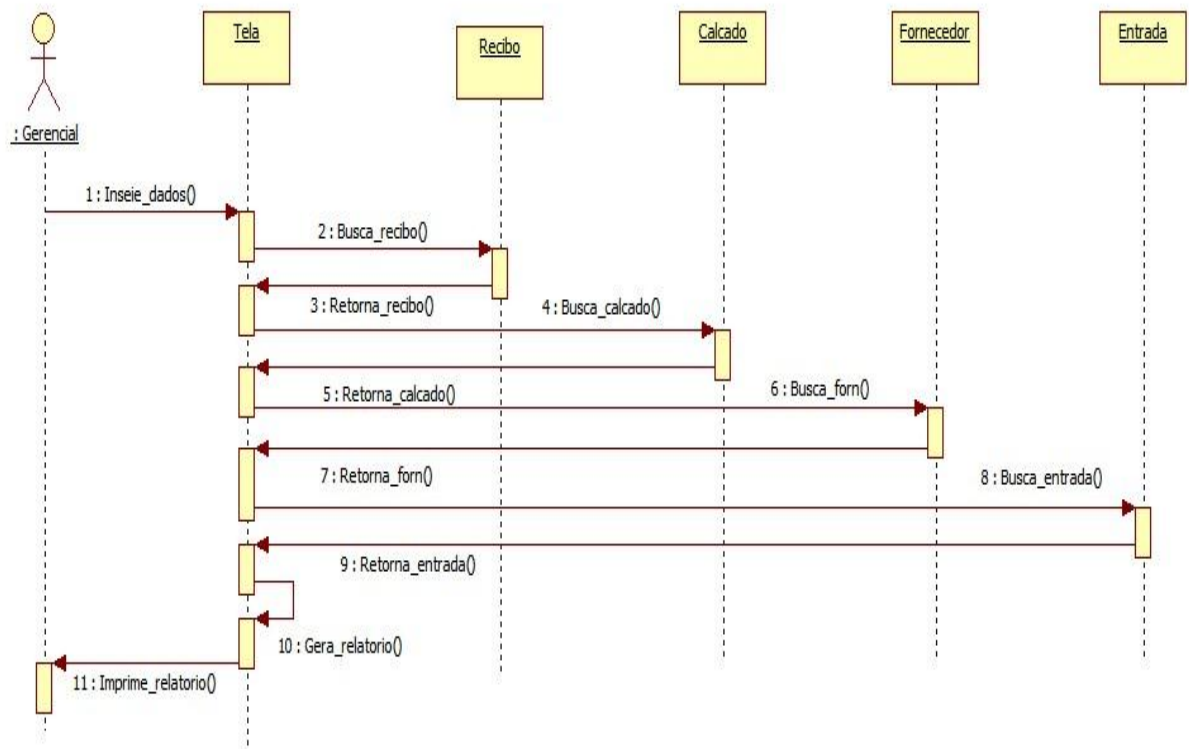 Tela
Recibo
Calcado
Fornecedor
Entrada
: Gerencial
1 : Inseie_dados()
2 : Busca_recibo()
3 : Retorna_recibo()
4 : Busca_calcado()
5 : Retorna_calcado()
6 : Busca_forn()
7 : Retorna_forn()
8 : Busca_entrada()
9 : Retorna_entrada()
10 : Gera_relatorio()
11 : Imprime_relatorio()